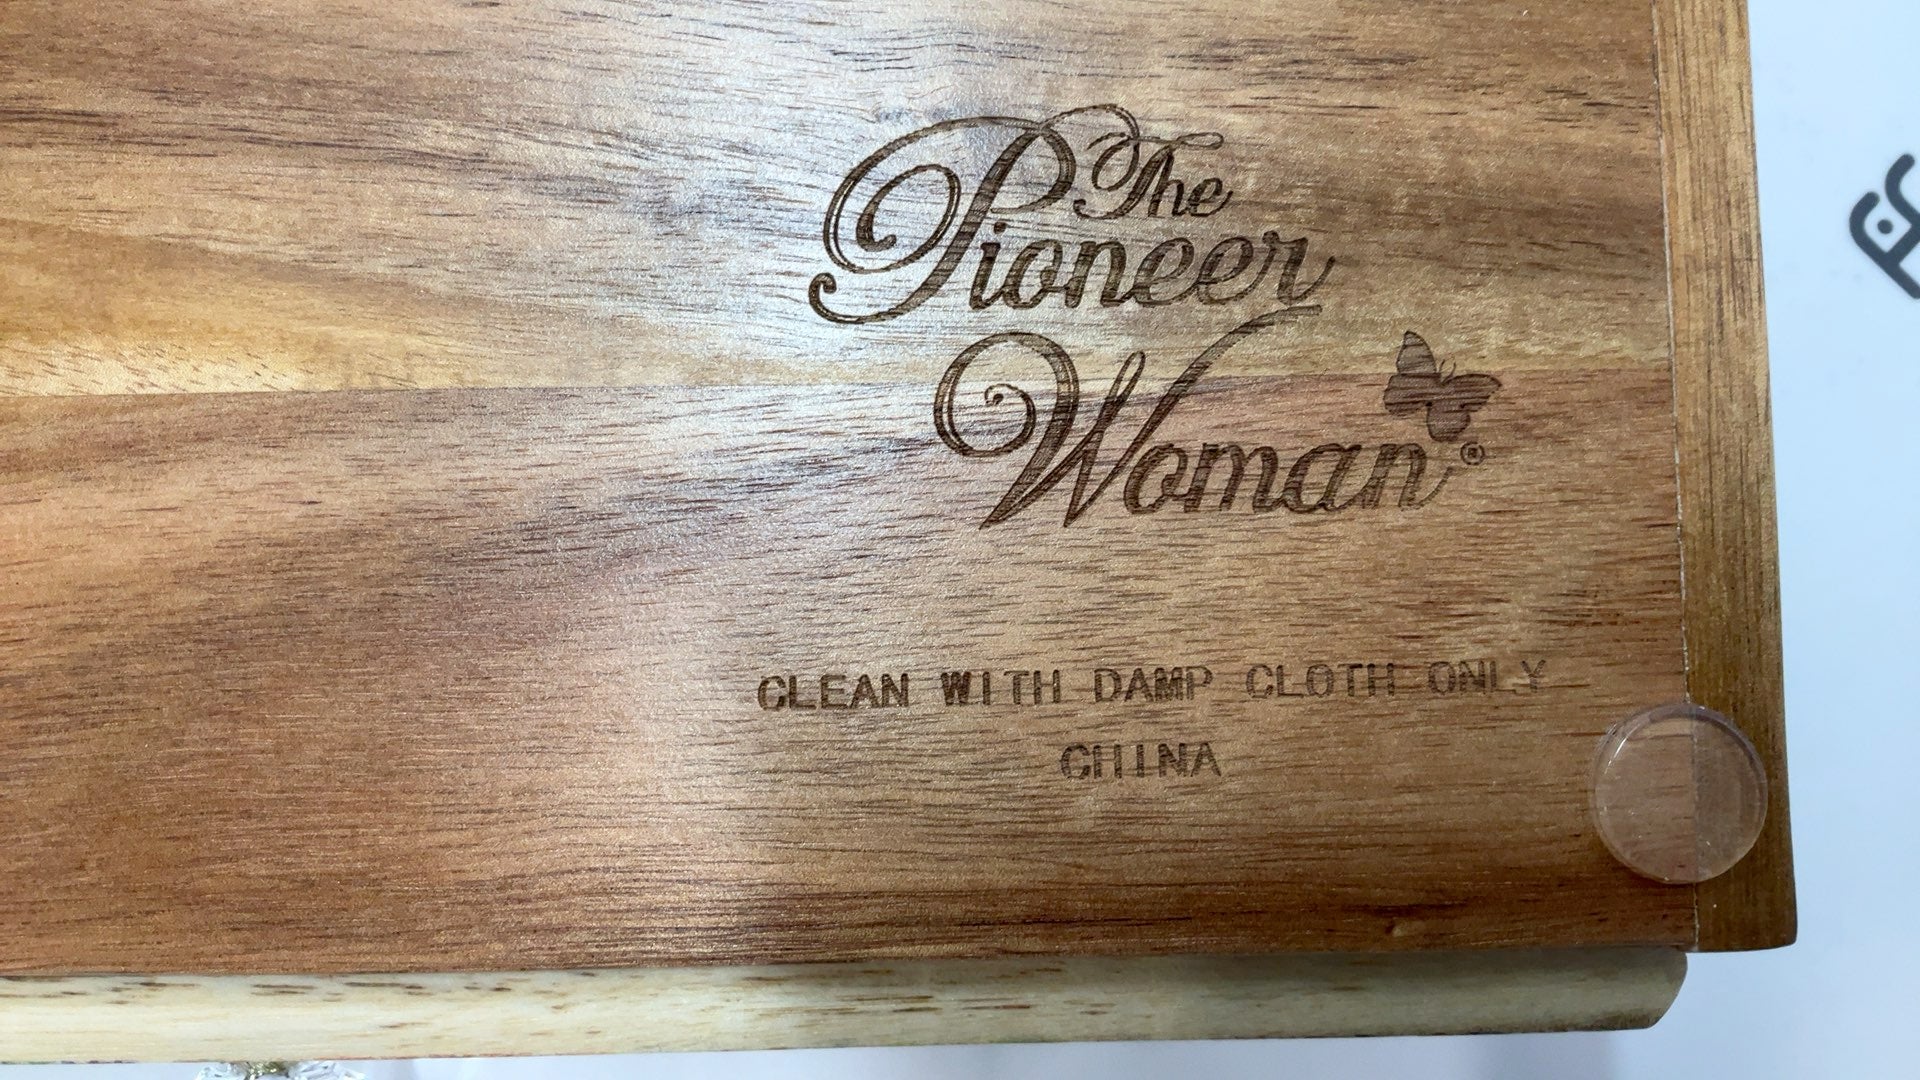 The
Pioneer
Woman®
CLEAN WITH DAMP CLOTH ONLY
CHINA